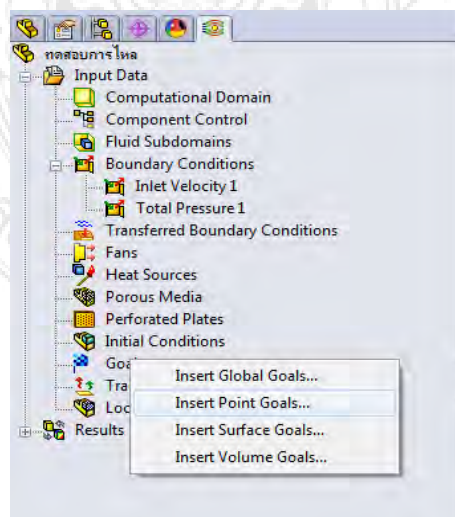 ทดสอบการไหล
Input Data
Computational Domain
Component Control
Fluid Subdomains
Boundary Conditions
Inlet Velocity 1
Total Pressure 1
Transferred Boundary Conditions
Fans
Heat Sources
Porous Media
Perforated Plates
Initial Conditions
Insert Global Goals...
Insert Point Goals...
Insert Surface Goals...
Insert Volume Goals...
Results